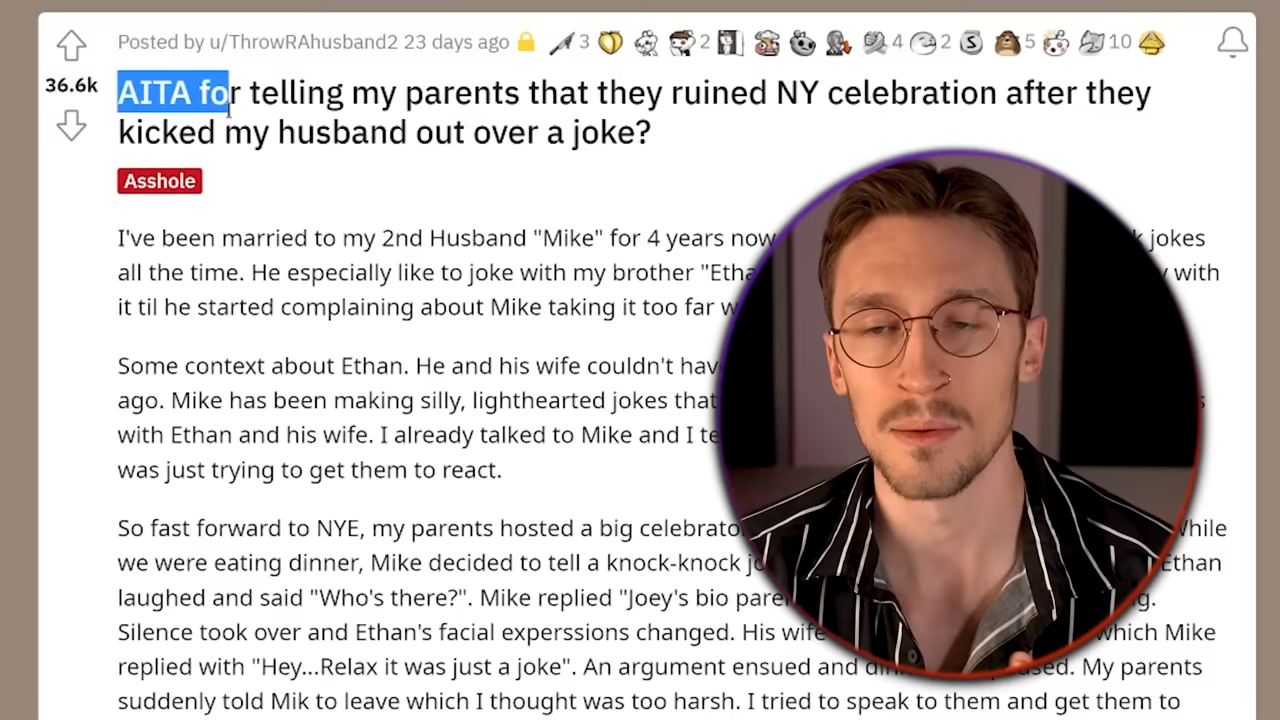 Posted by u/ThrowRAhusband2 23 days ago 3 2 4 2 5 10
36.6k
AITA for telling my parents that they ruined NY celebration after they
kicked my husband out over a joke?
Asshole
I've been married to my 2nd Husband "Mike" for 4 years now jokes
all the time. He especially like to joke with my brother "Etha with
it til he started complaining about Mike taking it too far
Some context about Ethan. He and his wife couldn't hav
ago. Mike has been making silly, lighthearted jokes that
with Ethan and his wife. I already talked to Mike and I
was just trying to get them to react.
So fast forward to NYE, my parents hosted a big celebrato While
we were eating dinner, Mike decided to tell a knock-knock Ethan
laughed and said "Who's there?". Mike replied "Joey's bio
Silence took over and Ethan's facial experssions changed. His wife which Mike
replied with "Hey...Relax it was just a joke". An argument ensued and My parents
suddenly told Mik to leave which I thought was too harsh. I tried to speak to them and get them to